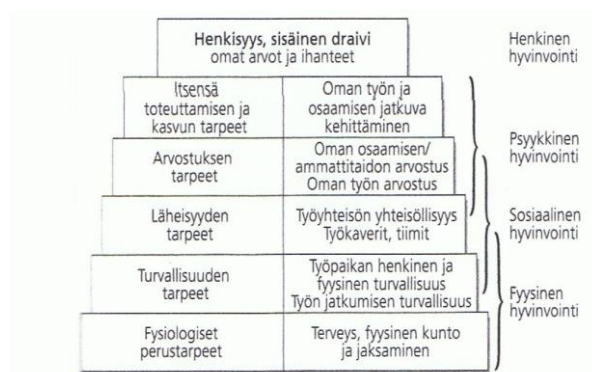 Henkisyys, sisäinen draivi
omat arvot ja ihanteet
Henkinen
hyvinvointi
Itsensä
toteuttamisen ja
kasvun tarpeet
Oman työn ja
osaamisen jatkuva
kehittäminen
Psyykkinen
hyvinvointi
Arvostuksen
tarpeet
Oman osaamisen/
ammattitaidon arvostus
Oman työn arvostus
Läheisyyden
tarpeet
Työyhteisön yhteisöllisyys
Työkaverit, tiimit
Sosiaalinen
hyvinvointi
Turvallisuuden
tarpeet
Työpaikan henkinen ja
fyysinen turvallisuus
Työn jatkumisen turvallisuus
Fyysinen
hyvinvointi
Fysiologiset
perustarpeet
Terveys, fyysinen kunto
ja jaksaminen